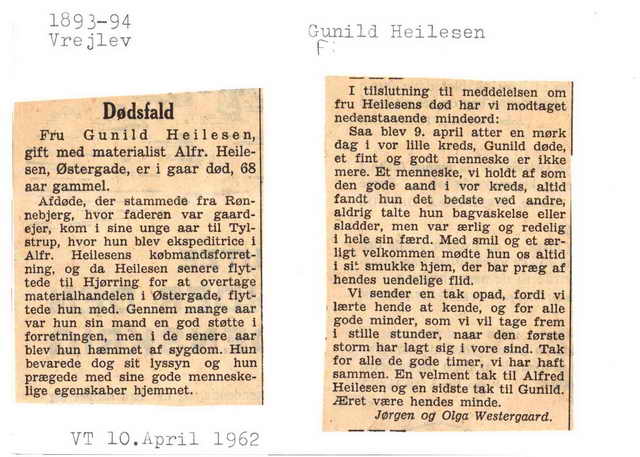 1893-94
Vrejlev
Gunild Heilesen
F:
Dødsfald
Fru Gunild Heilesen,
gift med materialist Alfr. Heile-
sen, Østergade, er i gaar død, 68
aar gammel.
Afdøde, der stammede fra Røn-
nebjerg, hvor faderen var gaard-
ejer, kom i sine unge aar til Tyl-
strup, hvor hun blev ekspeditrice i
Alfr. Heilesens købmandsforret-
ning, og da Heilesen senere flyt-
tede til Hjørring for at overtage
materialhandelen i Østergade, flyt-
tede hun med. Gennem mange aar
var hun sin mand en god støtte i
forretningen, men i de senere aar
blev hun hæmmet af sygdom. Hun
bevarede dog sit lyssyn og hun
prægede med sine gode menneske-
lige egenskaber hjemmet.
I tilslutning til meddelelsen om
fru Heilesens død har vi modtaget
nedenstaaende mindeord:
Saa blev 9. april atter en mørk
dag i vor lille kreds, Gunild døde,
et fint og godt menneske er ikke
mere. Et menneske, vi holdt af som
den gode aand i vor kreds, altid
fandt hun det bedste ved andre,
aldrig talte hun bagvaskelse eller
sladder, men var ærlig og redelig
i hele sin færd. Med smil og et ær-
ligt velkommen mødte hun os altid
i sit smukke hjem, der bar præg af
hendes uendelige flid.
Vi sender en tak opad, fordi vi
lærte hende at kende, og for alle
gode minder, som vi vil tage frem
i stille stunder, naar den første
storm har lagt sig i vore sind. Tak
for alle de gode timer, vi har haft
sammen. En velment tak til Alfred
Heilesen og en sidste tak til Gunild.
Æret være hendes minde.
Jørgen og Olga Westergaard.
VT 10.April 1962